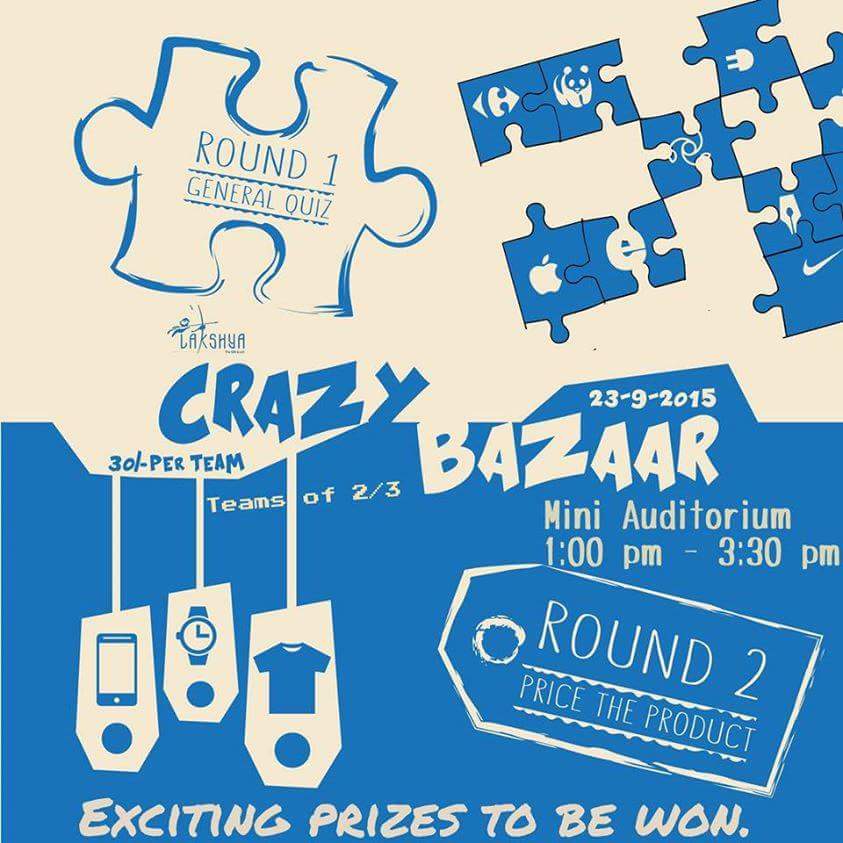 ROUND 1
GENERAL QUIZ
LAKSHYA
CRAZY
BAZAAR
23-9-2015
30/-PER TEAM
Teams of 2/3
Mini Auditorium
1:00 pm - 3:30 pm
ROUND 2
PRICE THE PRODUCT
EXCITING PRIZES TO BE WON.